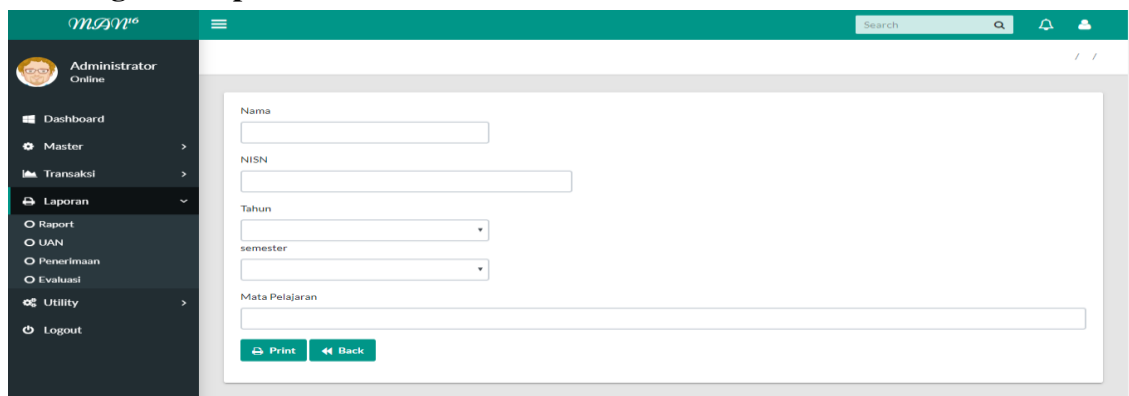 MAN16
Search
Administrator
Online
/ /
Dashboard
Master
Transaksi
Laporan
Raport
UAN
Penerimaan
Evaluasi
Utility
Logout
Nama
NISN
Tahun
semester
Mata Pelajaran
Print
Back